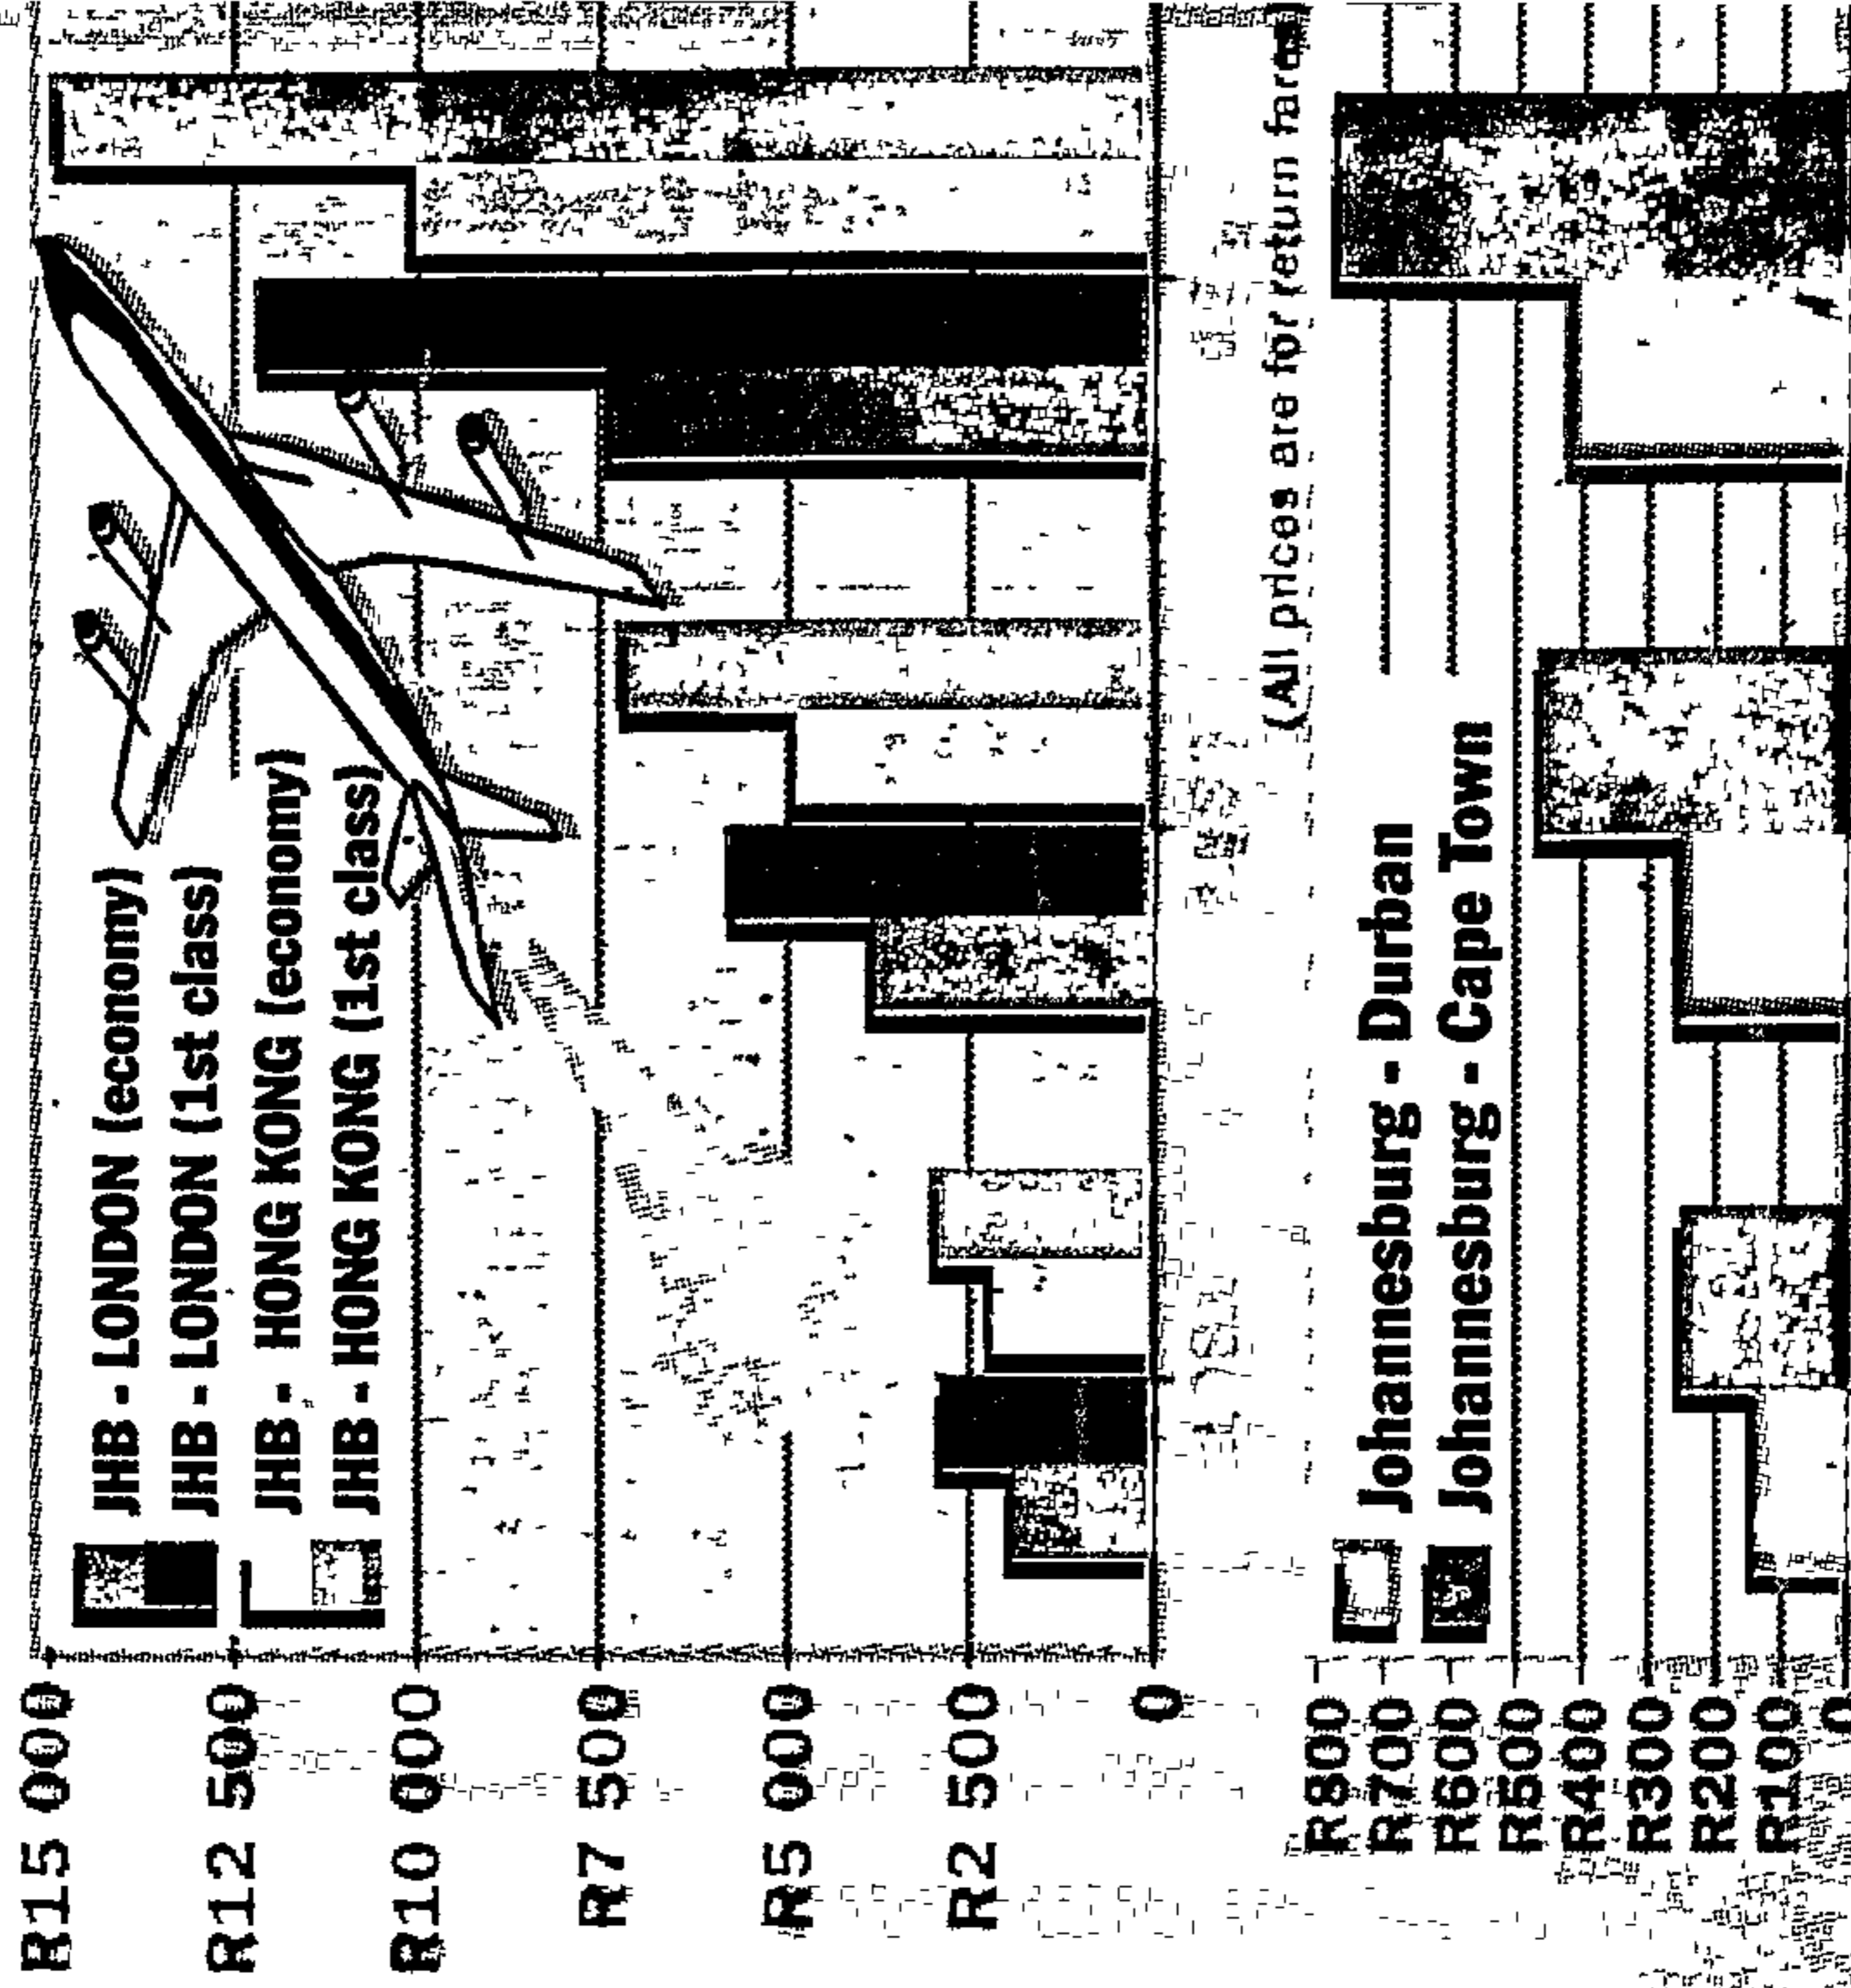 R15 000
R12 500
R10 000
R7 500
R5 000
R2 500
0
JHB - LONDON (economy)
JHB - LONDON (1st class)
JHB - HONG KONG (economy)
JHB - HONG KONG (1st class)
(All prices are for return fares
R800
R700
R600
R500
R400
R300
R200
R100
0
Johannesburg - Durban
Johannesburg - Cape Town